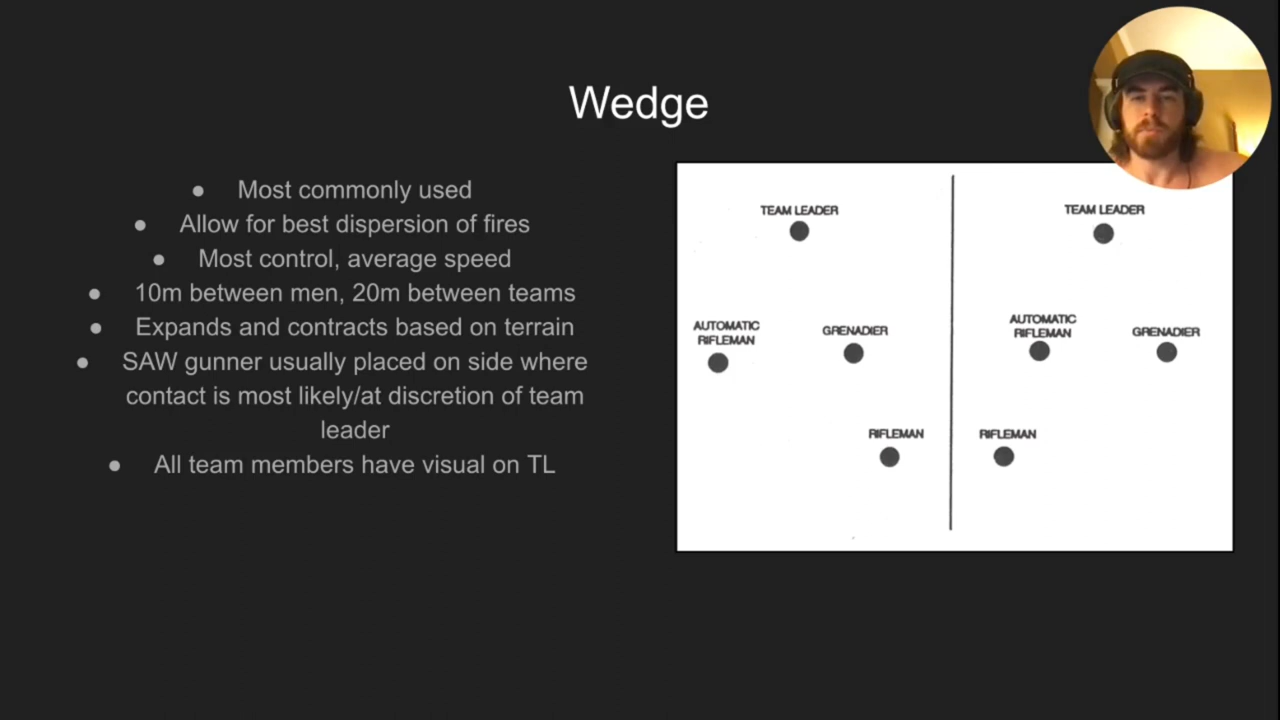 Wedge
● Most commonly used
● Allow for best dispersion of fires
● Most control, average speed
● 10m between men, 20m between teams
● Expands and contracts based on terrain
● SAW gunner usually placed on side where
contact is most likely/at discretion of team
leader
● All team members have visual on TL
TEAM LEADER
AUTOMATIC
RIFLEMAN
GRENADIER
RIFLEMAN
TEAM LEADER
AUTOMATIC
RIFLEMAN
GRENADIER
RIFLEMAN